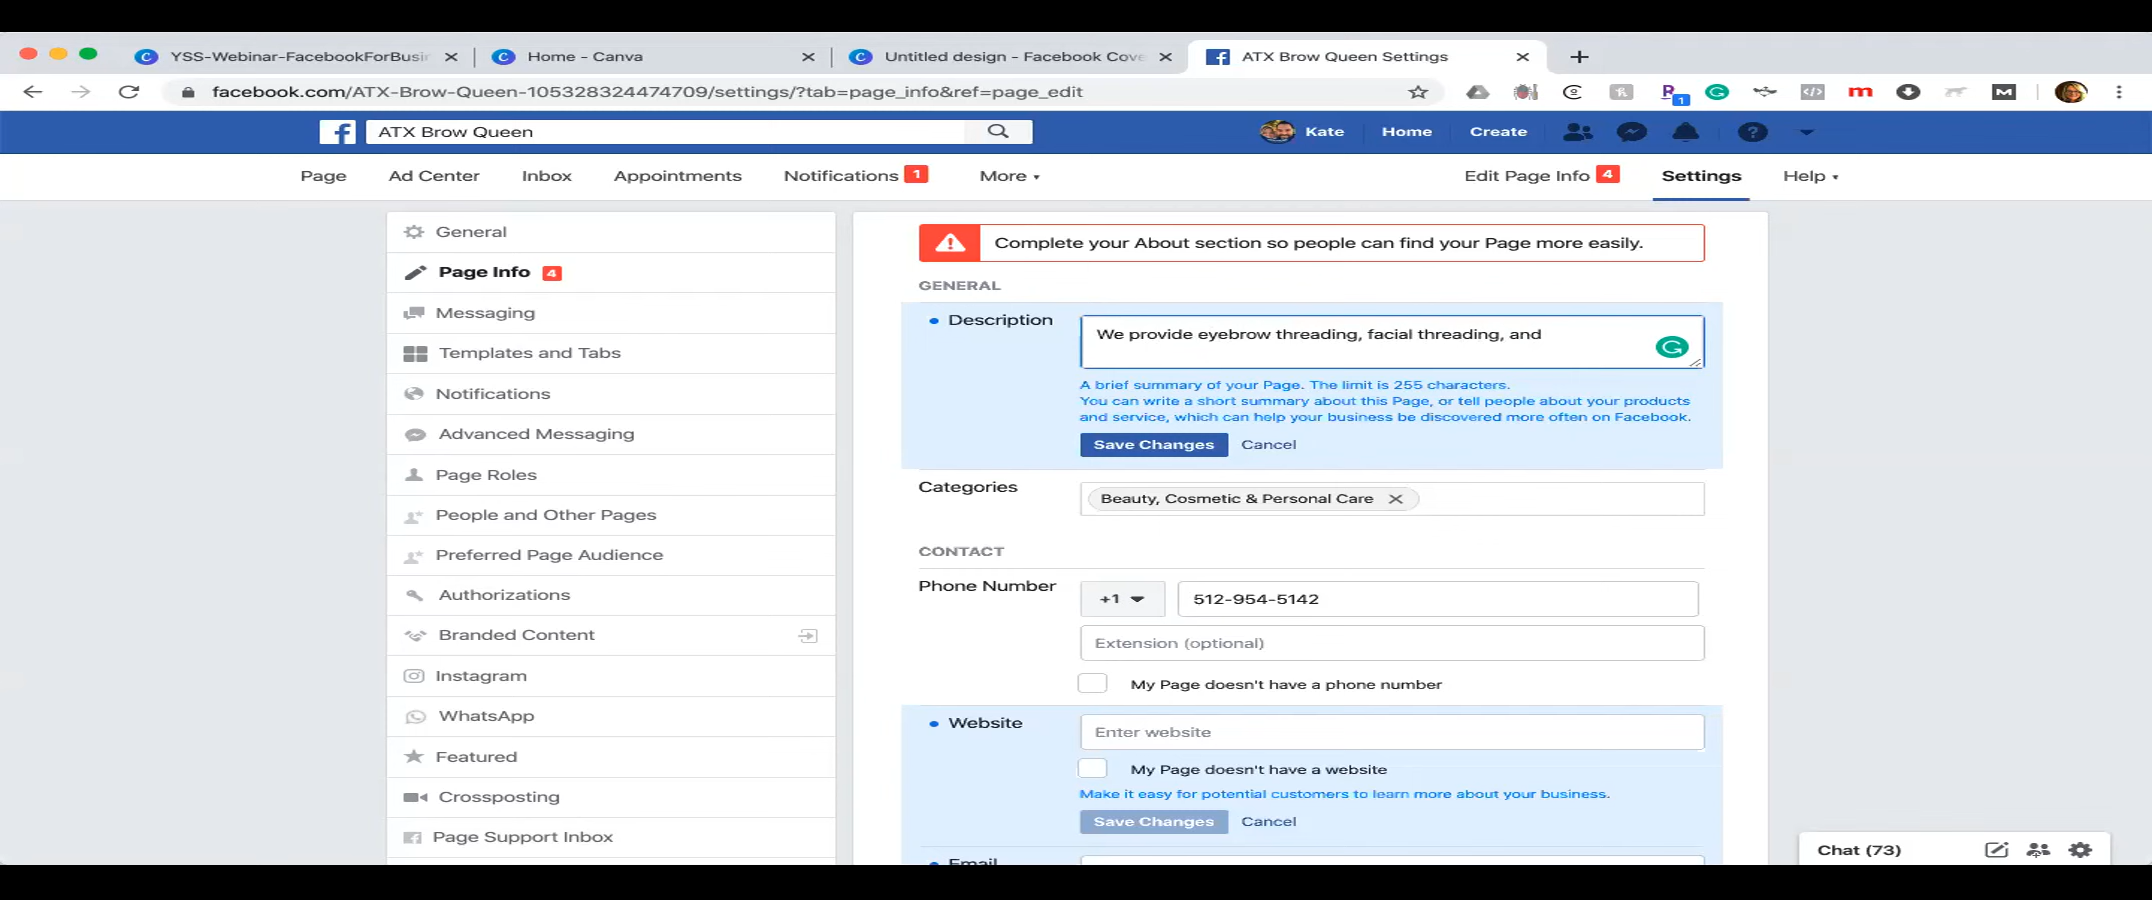 YSS-Webinar-FacebookForBusi
Home - Canva
Untitled design - Facebook Cove
ATX Brow Queen Settings
facebook.com/ATX-Brow-Queen-105328324474709/settings/?tab=page_info&ref=page_edit
ATX Brow Queen
Kate
Home
Create
Page
Ad Center
Inbox
Appointments
Notifications 1
More
Edit Page Info 4
Settings
Help
General
Page Info 4
Messaging
Templates and Tabs
Notifications
Advanced Messaging
Page Roles
People and Other Pages
Preferred Page Audience
Authorizations
Branded Content
Instagram
WhatsApp
Featured
Crossposting
Page Support Inbox
Complete your About section so people can find your Page more easily.
GENERAL
Description
We provide eyebrow threading, facial threading, and
A brief summary of your Page. The limit is 255 characters.
You can write a short summary about this Page, or tell people about your products
and service, which can help your business be discovered more often on Facebook.
Save Changes Cancel
Categories
Beauty, Cosmetic & Personal Care
CONTACT
Phone Number
+1
512-954-5142
Extension (optional)
My Page doesn't have a phone number
Website
Enter website
My Page doesn't have a website
Make it easy for potential customers to learn more about your business.
Save Changes Cancel
Email
Chat (73)